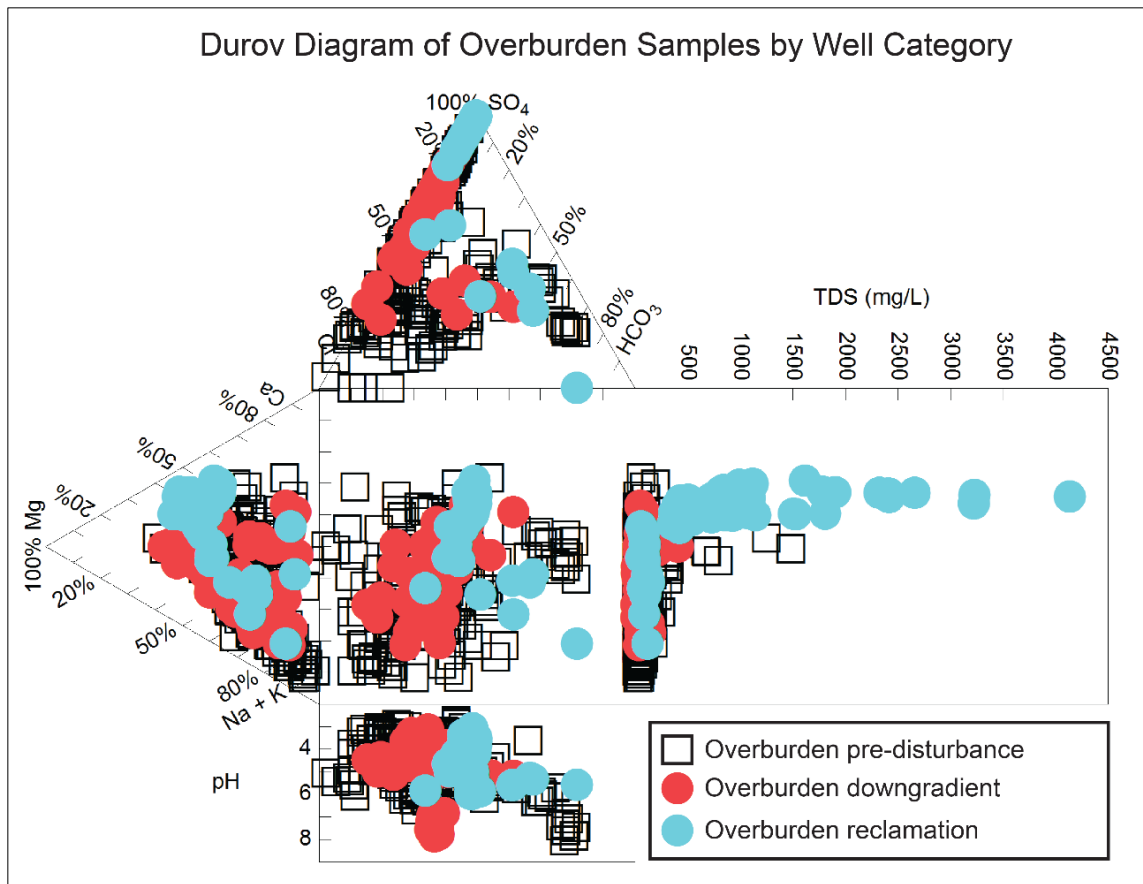 Durov Diagram of Overburden Samples by Well Category
100% SO4
20%
20%
50%
50%
80%
80%
HCO3
TDS (mg/L)
500
1000
1500
2000
2500
3000
3500
4000
4500
Ca
80%
50%
20%
100% Mg
20%
50%
80%
Na + K
pH
4
6
8
Overburden pre-disturbance
Overburden downgradient
Overburden reclamation